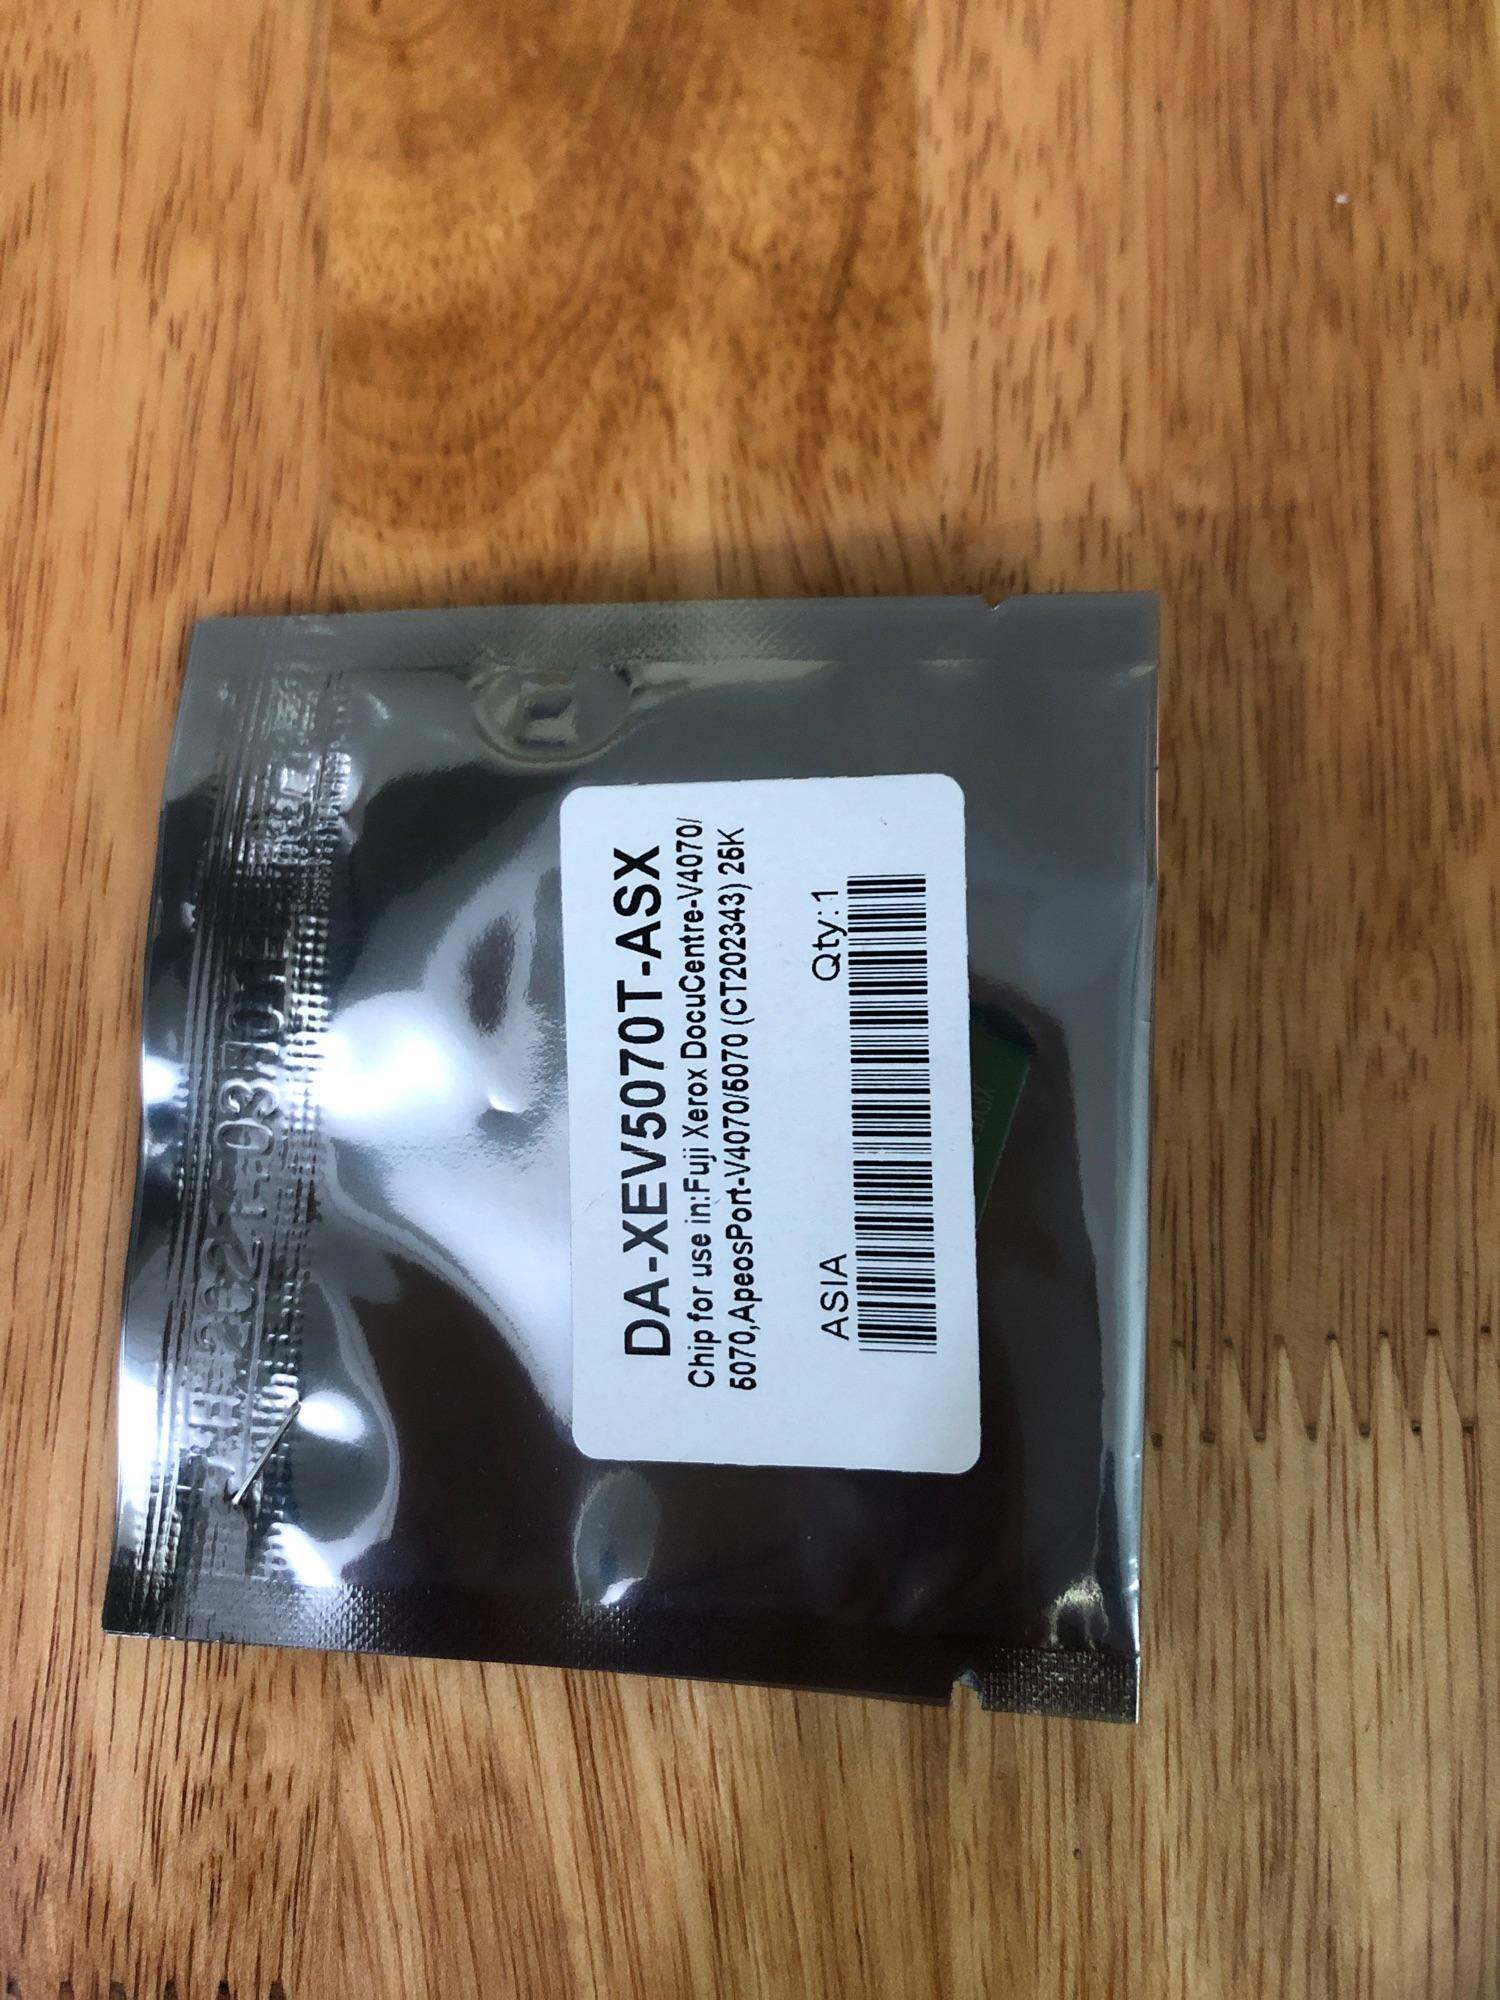 DA-XEV5070T-ASX
Chip for use in:Fuji Xerox DocuCentre-V4070/
5070,ApeosPort-V4070/5070 (CT202343) 26K
ASIA Qty:1